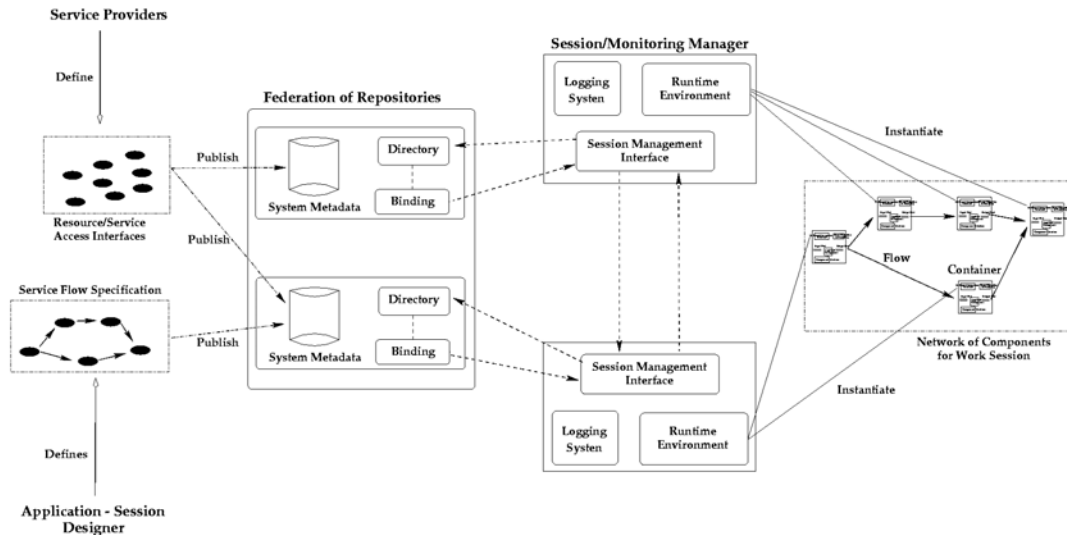 Service Providers
Define
Resource/Service
Access Interfaces
Service Flow Specification
Defines
Application - Session
Designer
Publish
Publish
Publish
Federation of Repositories
System Metadata
Directory
Binding
System Metadata
Directory
Binding
Session/Monitoring Manager
Logging
Systen
Runtime
Environment
Session Management
Interface
Session Management
Interface
Logging
Systen
Runtime
Environment
Instantiate
Flow
Container
Network of Components
for Work Session
Instantiate